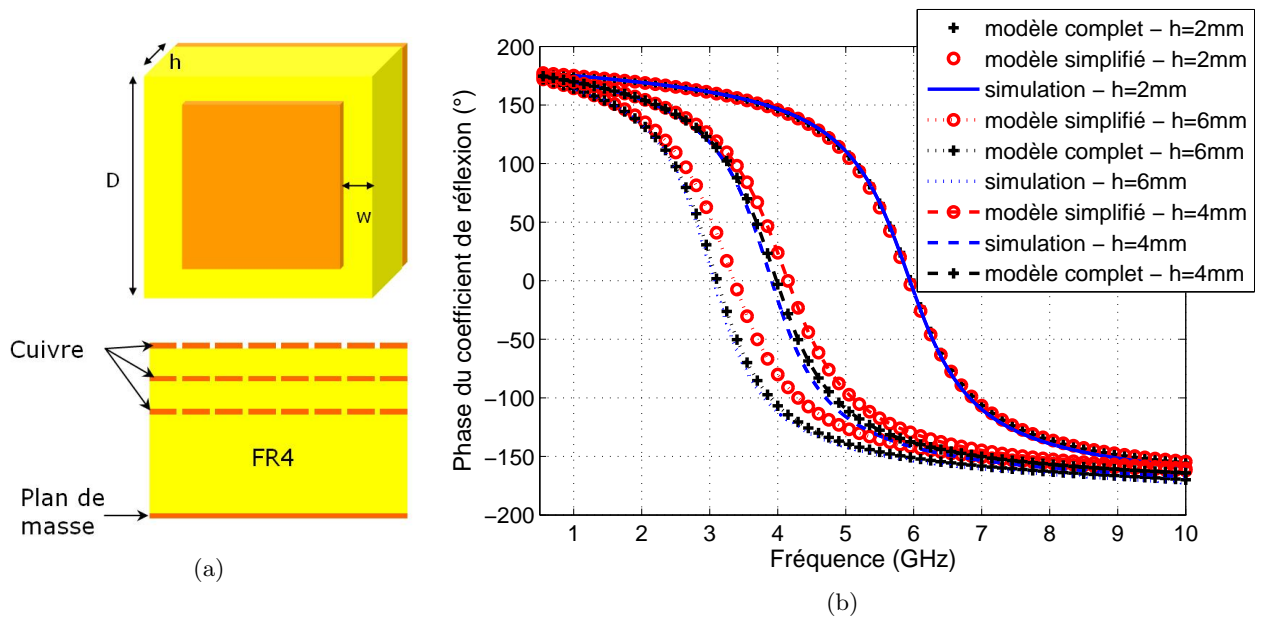 h
D
w
Cuivre
FR4
Plan de
masse
(a)
modèle complet – h=2mm
modèle simplifié – h=2mm
simulation – h=2mm
modèle simplifié – h=6mm
modèle complet – h=6mm
simulation – h=6mm
modèle simplifié – h=4mm
simulation – h=4mm
modèle complet – h=4mm
Phase du coefficient de réflexion (°)
200
150
100
50
0
−50
−100
−150
−200
1 2 3 4 5 6 7 8 9 10
Fréquence (GHz)
(b)